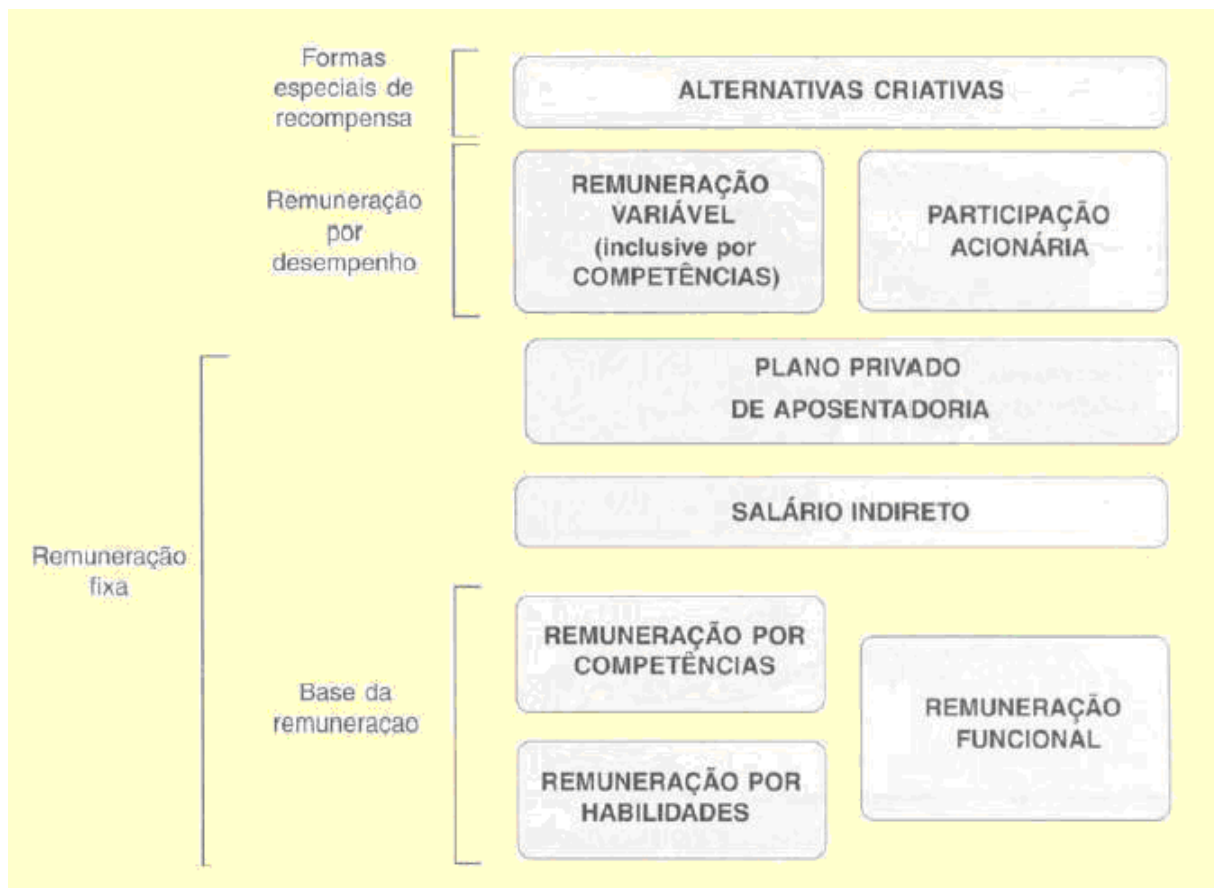 Formas
especiais de
recompensa
ALTERNATIVAS CRIATIVAS
Remuneração
por
desempenho
REMUNERAÇÃO
VARIÁVEL
(inclusive por
COMPETÊNCIAS)
PARTICIPAÇÃO
ACIONÁRIA
PLANO PRIVADO
DE APOSENTADORIA
SALÁRIO INDIRETO
Remuneração
fixa
Base da
remuneraçao
REMUNERAÇÃO POR
COMPETÊNCIAS
REMUNERAÇÃO POR
HABILIDADES
REMUNERAÇÃO
FUNCIONAL